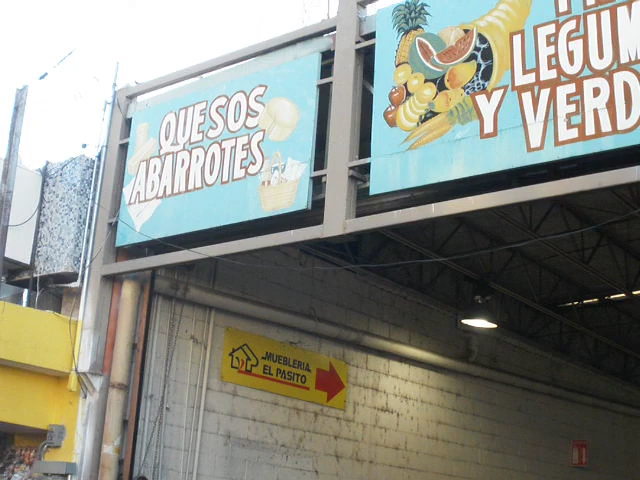 QUESOS
ABARROTES
LEGUM
Y VERD
MUEBLERIA
EL PASITO